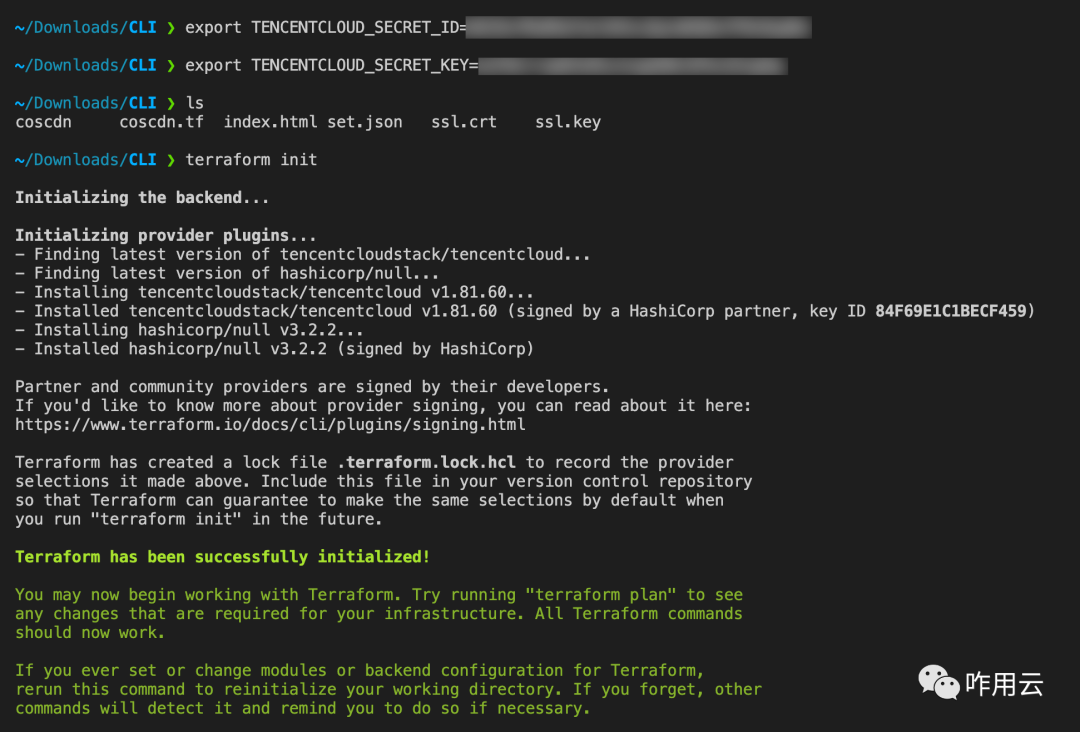 ~/Downloads/CLI ❯ export TENCENTCLOUD_SECRET_ID=
~/Downloads/CLI ❯ export TENCENTCLOUD_SECRET_KEY=
~/Downloads/CLI ❯ ls
coscdn coscdn.tf index.html set.json ssl.crt ssl.key
~/Downloads/CLI ❯ terraform init
Initializing the backend...
Initializing provider plugins...
- Finding latest version of tencentcloudstack/tencentcloud...
- Finding latest version of hashicorp/null...
- Installing tencentcloudstack/tencentcloud v1.81.60...
- Installed tencentcloudstack/tencentcloud v1.81.60 (signed by a HashiCorp partner, key ID 84F69E1C1BECF459)
- Installing hashicorp/null v3.2.2...
- Installed hashicorp/null v3.2.2 (signed by HashiCorp)
Partner and community providers are signed by their developers.
If you'd like to know more about provider signing, you can read about it here:
https://www.terraform.io/docs/cli/plugins/signing.html
Terraform has created a lock file .terraform.lock.hcl to record the provider
selections it made above. Include this file in your version control repository
so that Terraform can guarantee to make the same selections by default when
you run "terraform init" in the future.
Terraform has been successfully initialized!
You may now begin working with Terraform. Try running "terraform plan" to see
any changes that are required for your infrastructure. All Terraform commands
should now work.
If you ever set or change modules or backend configuration for Terraform,
rerun this command to reinitialize your working directory. If you forget, other
commands will detect it and remind you to do so if necessary.
咋用云